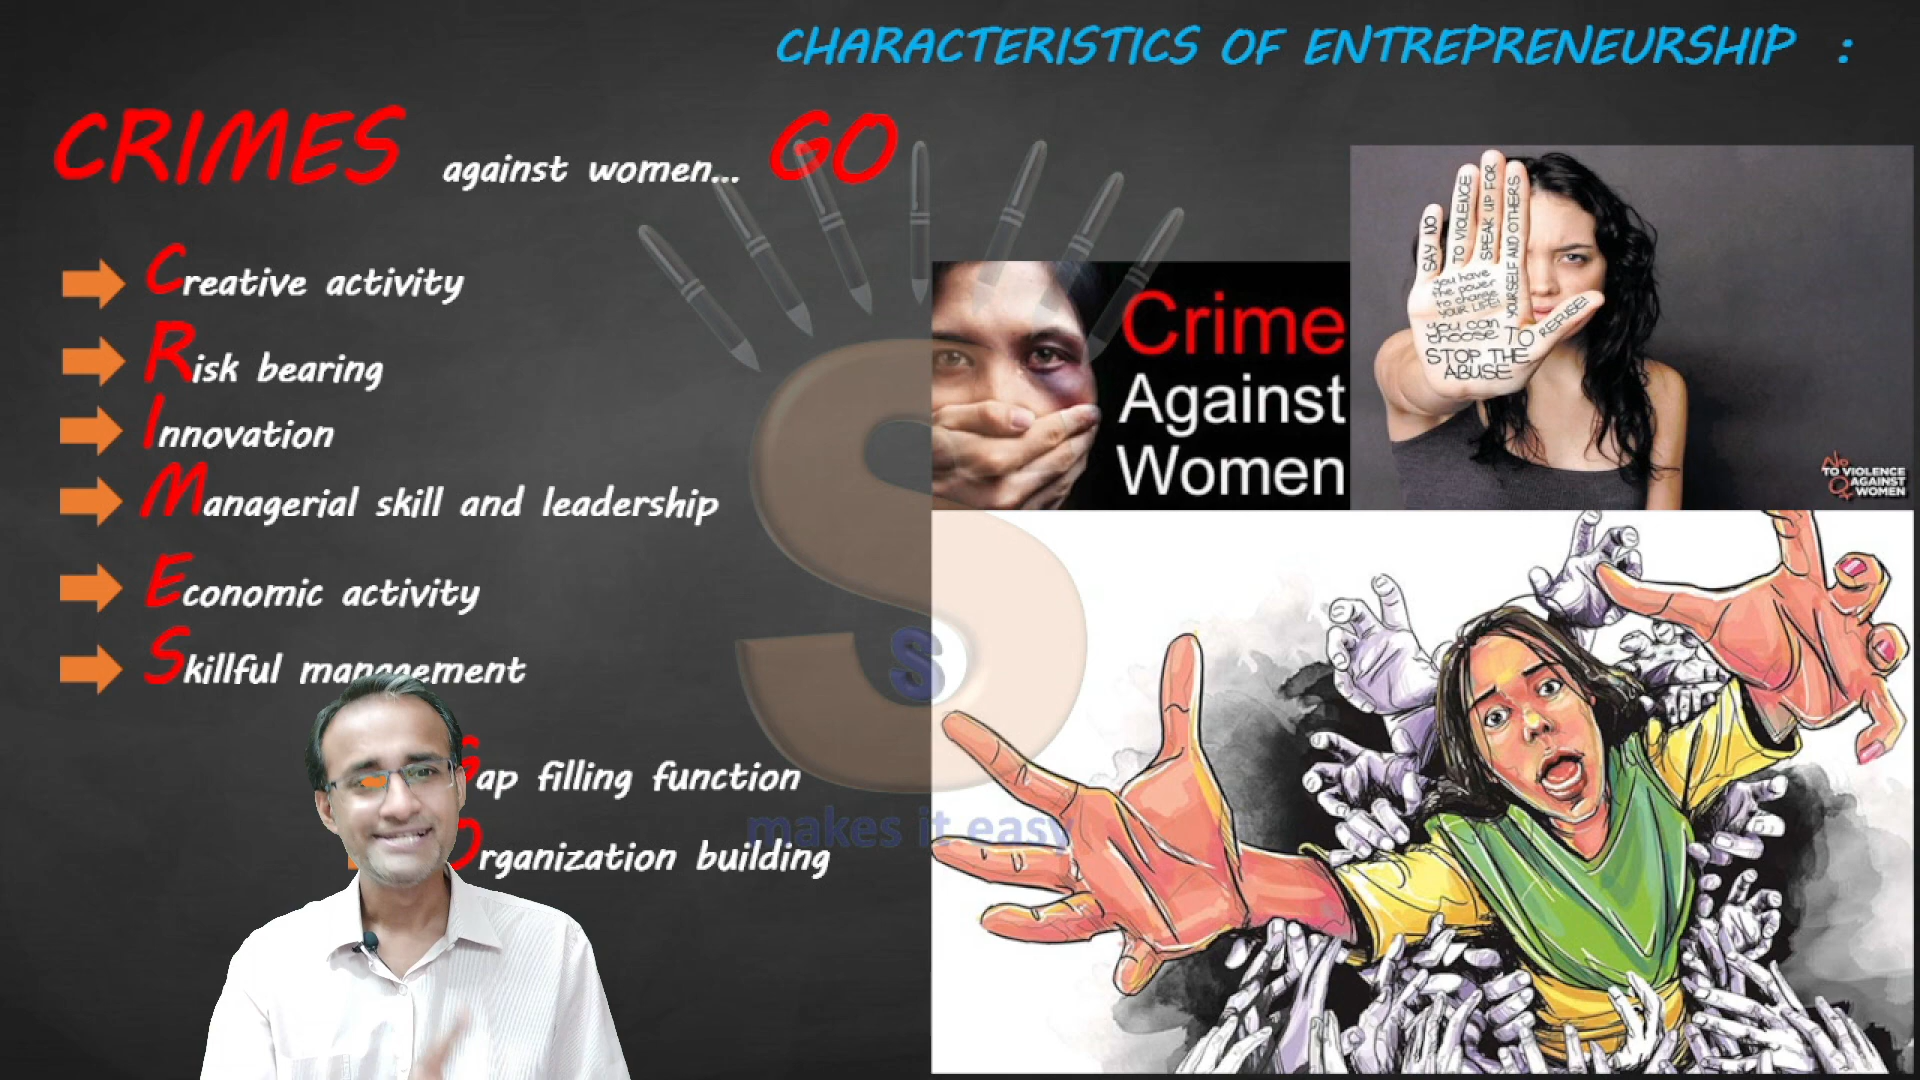 CHARACTERISTICS OF ENTREPRENEURSHIP :
CRIMES against women... GO
Creative activity
Risk bearing
Innovation
Managerial skill and leadership
Economic activity
Skillful management
Gap filling function
Organization building
Crime
Against
Women
SAY NO
TO VIOLENCE
SPEAK UP FOR
YOURSELF AND OTHERS
you have
the power
to change
YOUR LIFE
you can
choose TO REFUSE!
STOP THE
ABUSE
No
TO VIOLENCE
AGAINST
WOMEN
S
S
makes it easy